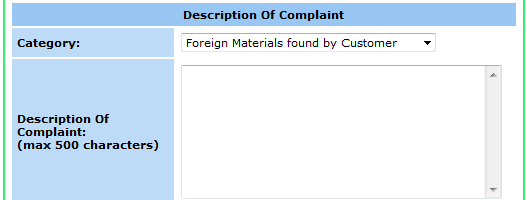 Description Of Complaint
Category:
Foreign Materials found by Customer
Description Of
Complaint:
(max 500 characters)